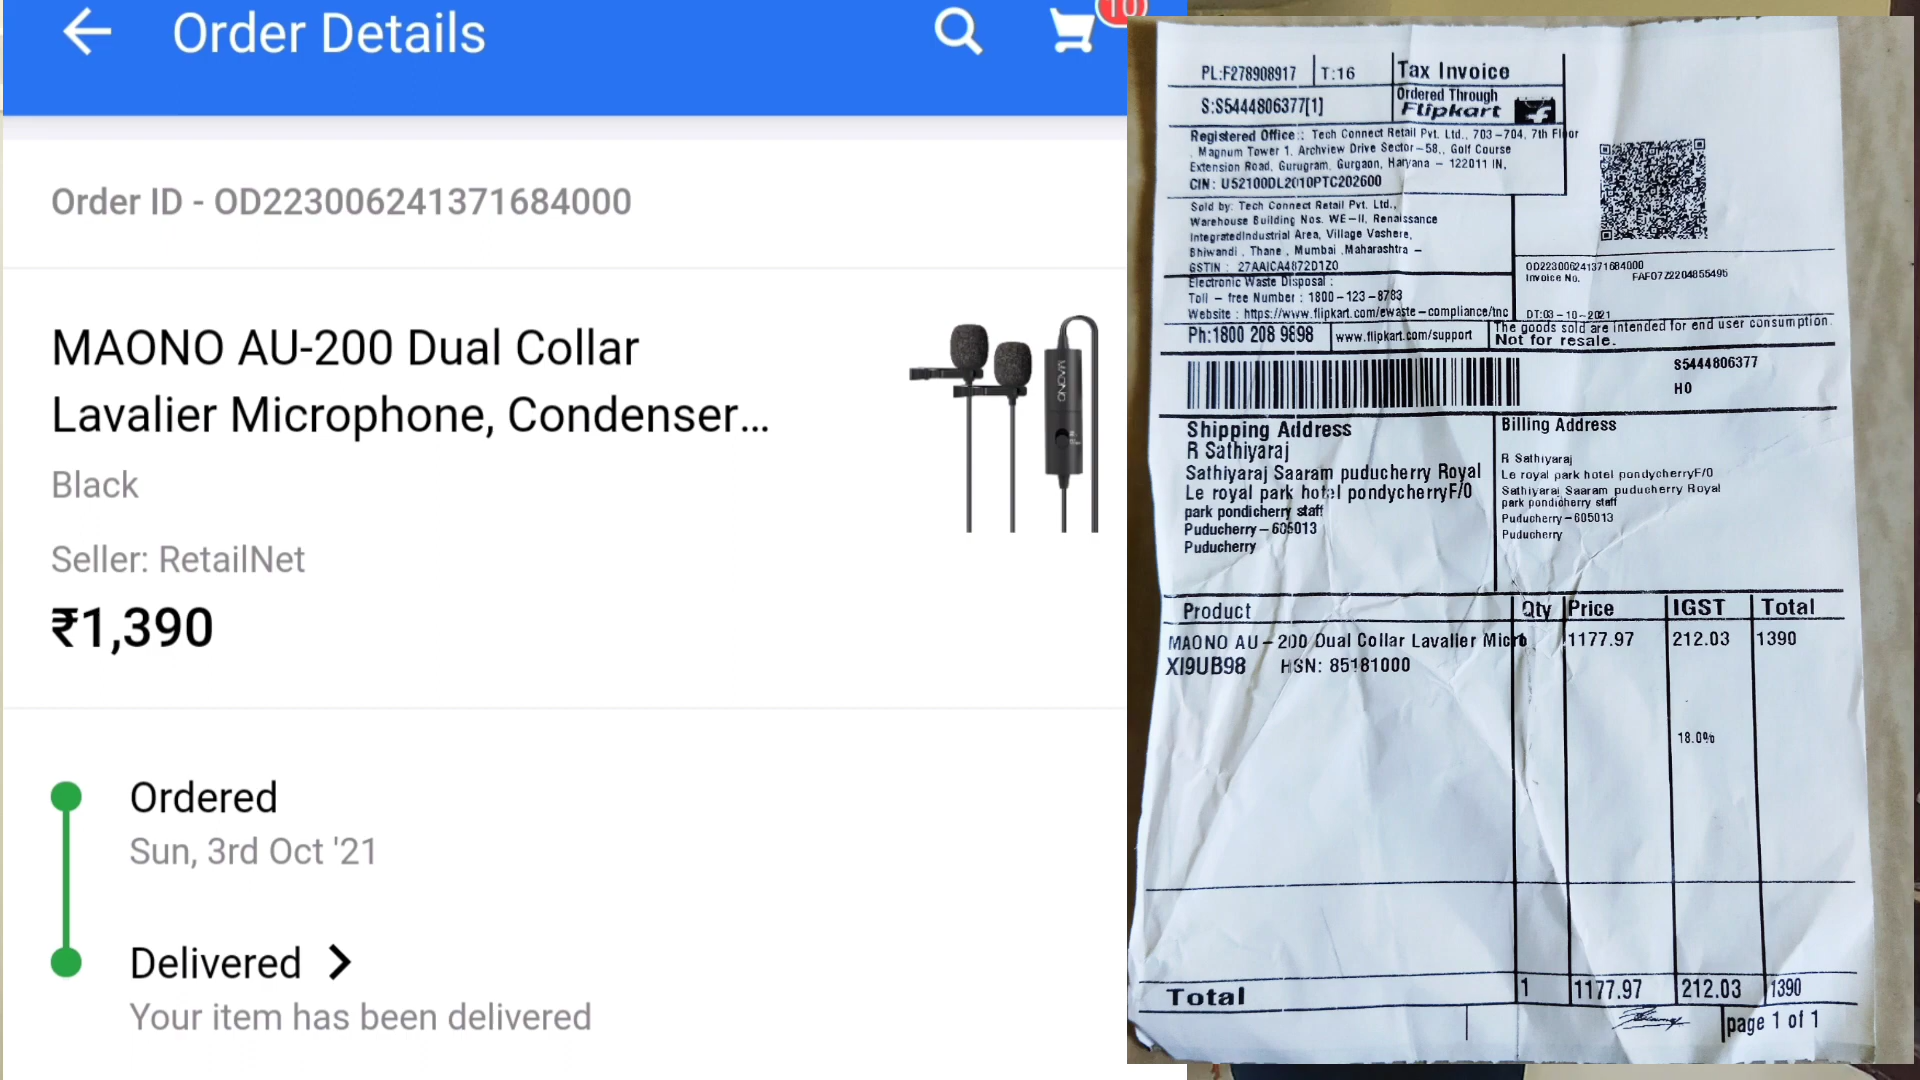 Order Details
10
Order ID - OD223006241371684000
MAONO AU-200 Dual Collar
Lavalier Microphone, Condenser...
Black
Seller: RetailNet
₹1,390
Ordered
Sun, 3rd Oct '21
Delivered
Your item has been delivered
MAONO
PL:F278908917 T:16 Tax Invoice
S:S5444806377[1] Ordered Through
Flipkart
Registered Office : Tech Connect Retail Pvt. Ltd., 703-704, 7th Floor
, Magnum Tower 1, Archview Drive Sector-58,, Golf Course
Extension Road, Gurugram, Gurgaon, Haryana - 122011 IN,
CIN: U52100DL2010PTC202600
Sold by: Tech Connect Retail Pvt. Ltd.,
Warehouse Building Nos. WE-II, Renaissance
IntegratedIndustrial Area, Village Vashere,
Bhiwandi , Thane , Mumbai ,Maharashtra -
GSTIN : 27AAICA4872D1Z0
OD223006241371684000
Invoice No. FAF07Z2204855495
Electronic Waste Disposal :
Toll - free Number : 1800-123-8783
Website : https://www.flipkart.com/ewaste-compliance/tnc
DT:03-10-2021
Ph:1800 208 9898 www.flipkart.com/support
The goods sold are intended for end user consumption.
Not for resale.
S5444806377
HO
Shipping Address
R Sathiyaraj
Sathiyaraj Saaram puducherry Royal
Le royal park hotel pondycherryF/0
park pondicherry staff
Puducherry-605013
Puducherry
Billing Address
R Sathiyaraj
Le royal park hotel pondycherryF/0
Sathiyaraj Saaram puducherry Royal
park pondicherry staff
Puducherry-605013
Puducherry
Product Qty Price IGST Total
MAONO AU-200 Dual Collar Lavalier Micro 1177.97 212.03 1390
XI9UB98 HSN: 85181000
18.0%
Total 1 1177.97 212.03 1390
page 1 of 1